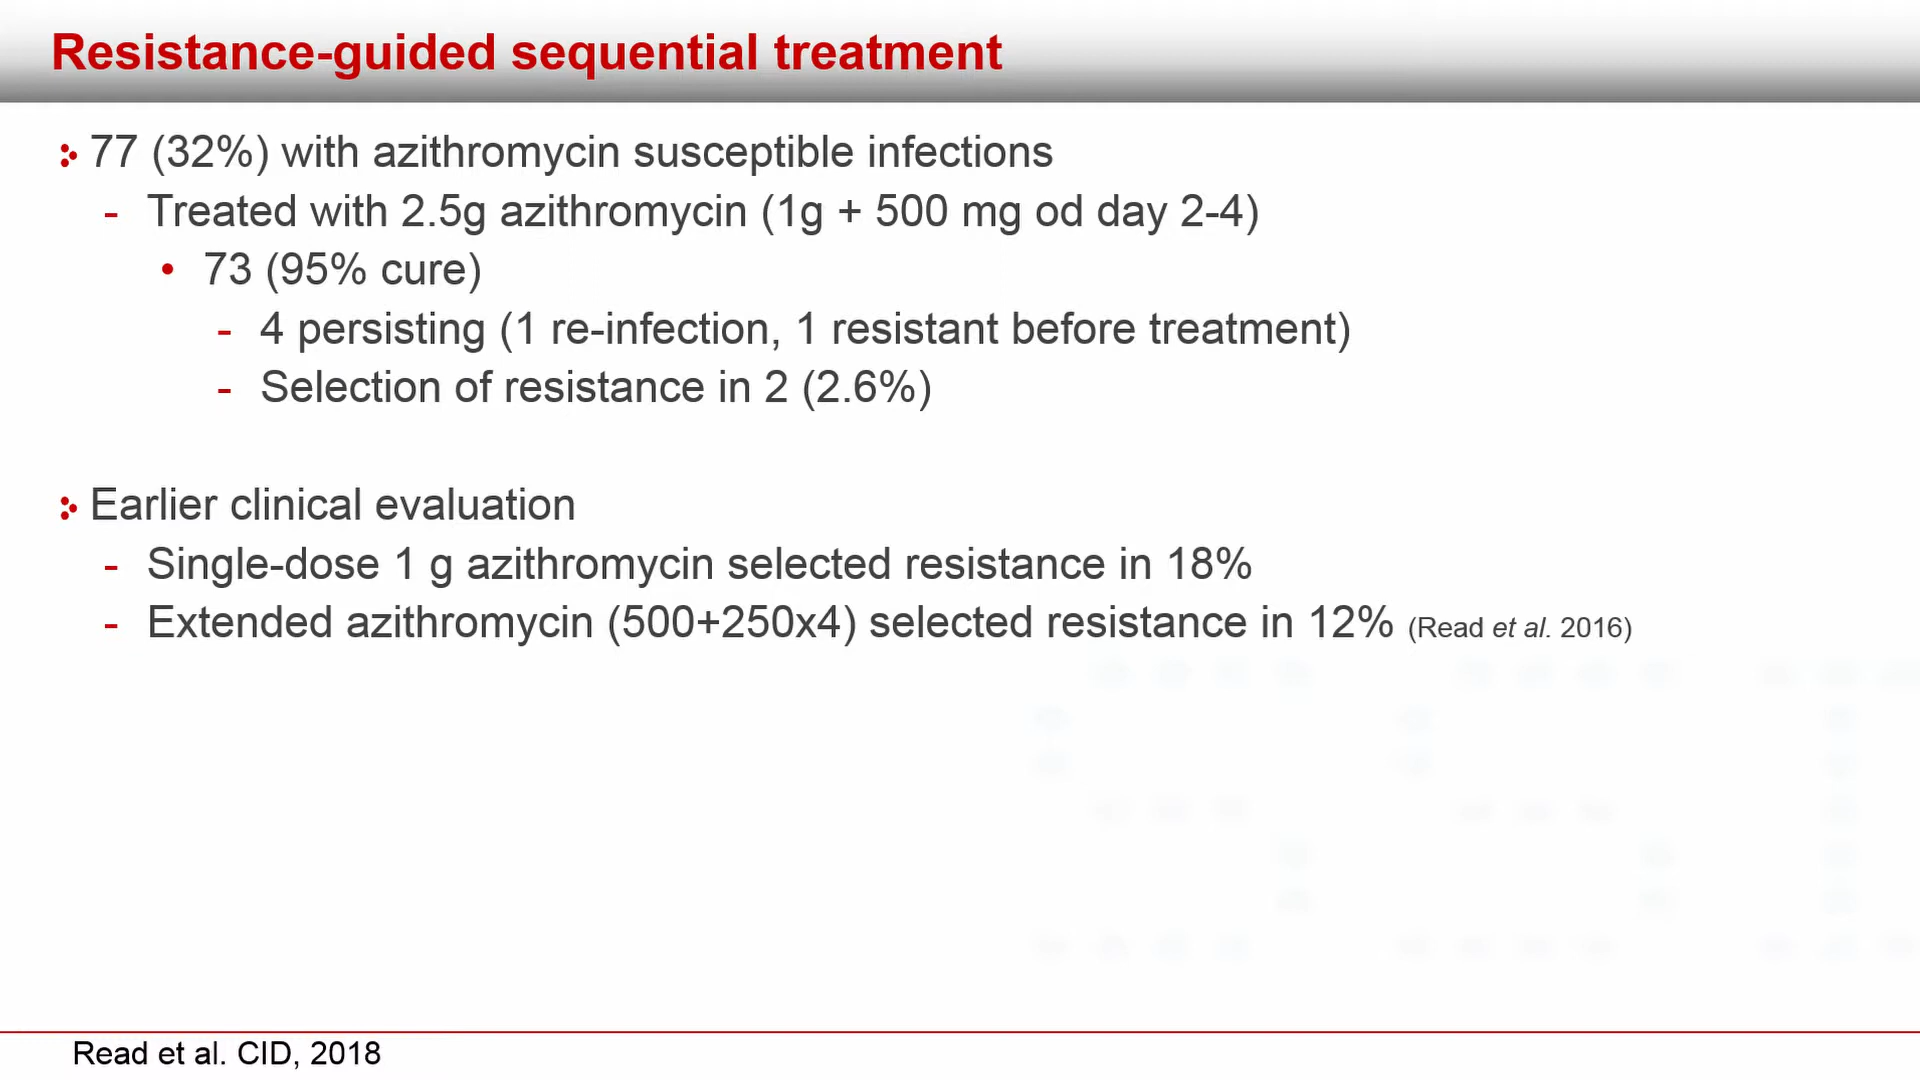 Resistance-guided sequential treatment
77 (32%) with azithromycin susceptible infections
- Treated with 2.5g azithromycin (1g + 500 mg od day 2-4)
• 73 (95% cure)
- 4 persisting (1 re-infection, 1 resistant before treatment)
- Selection of resistance in 2 (2.6%)
Earlier clinical evaluation
- Single-dose 1 g azithromycin selected resistance in 18%
- Extended azithromycin (500+250x4) selected resistance in 12% (Read et al. 2016)
Read et al. CID, 2018